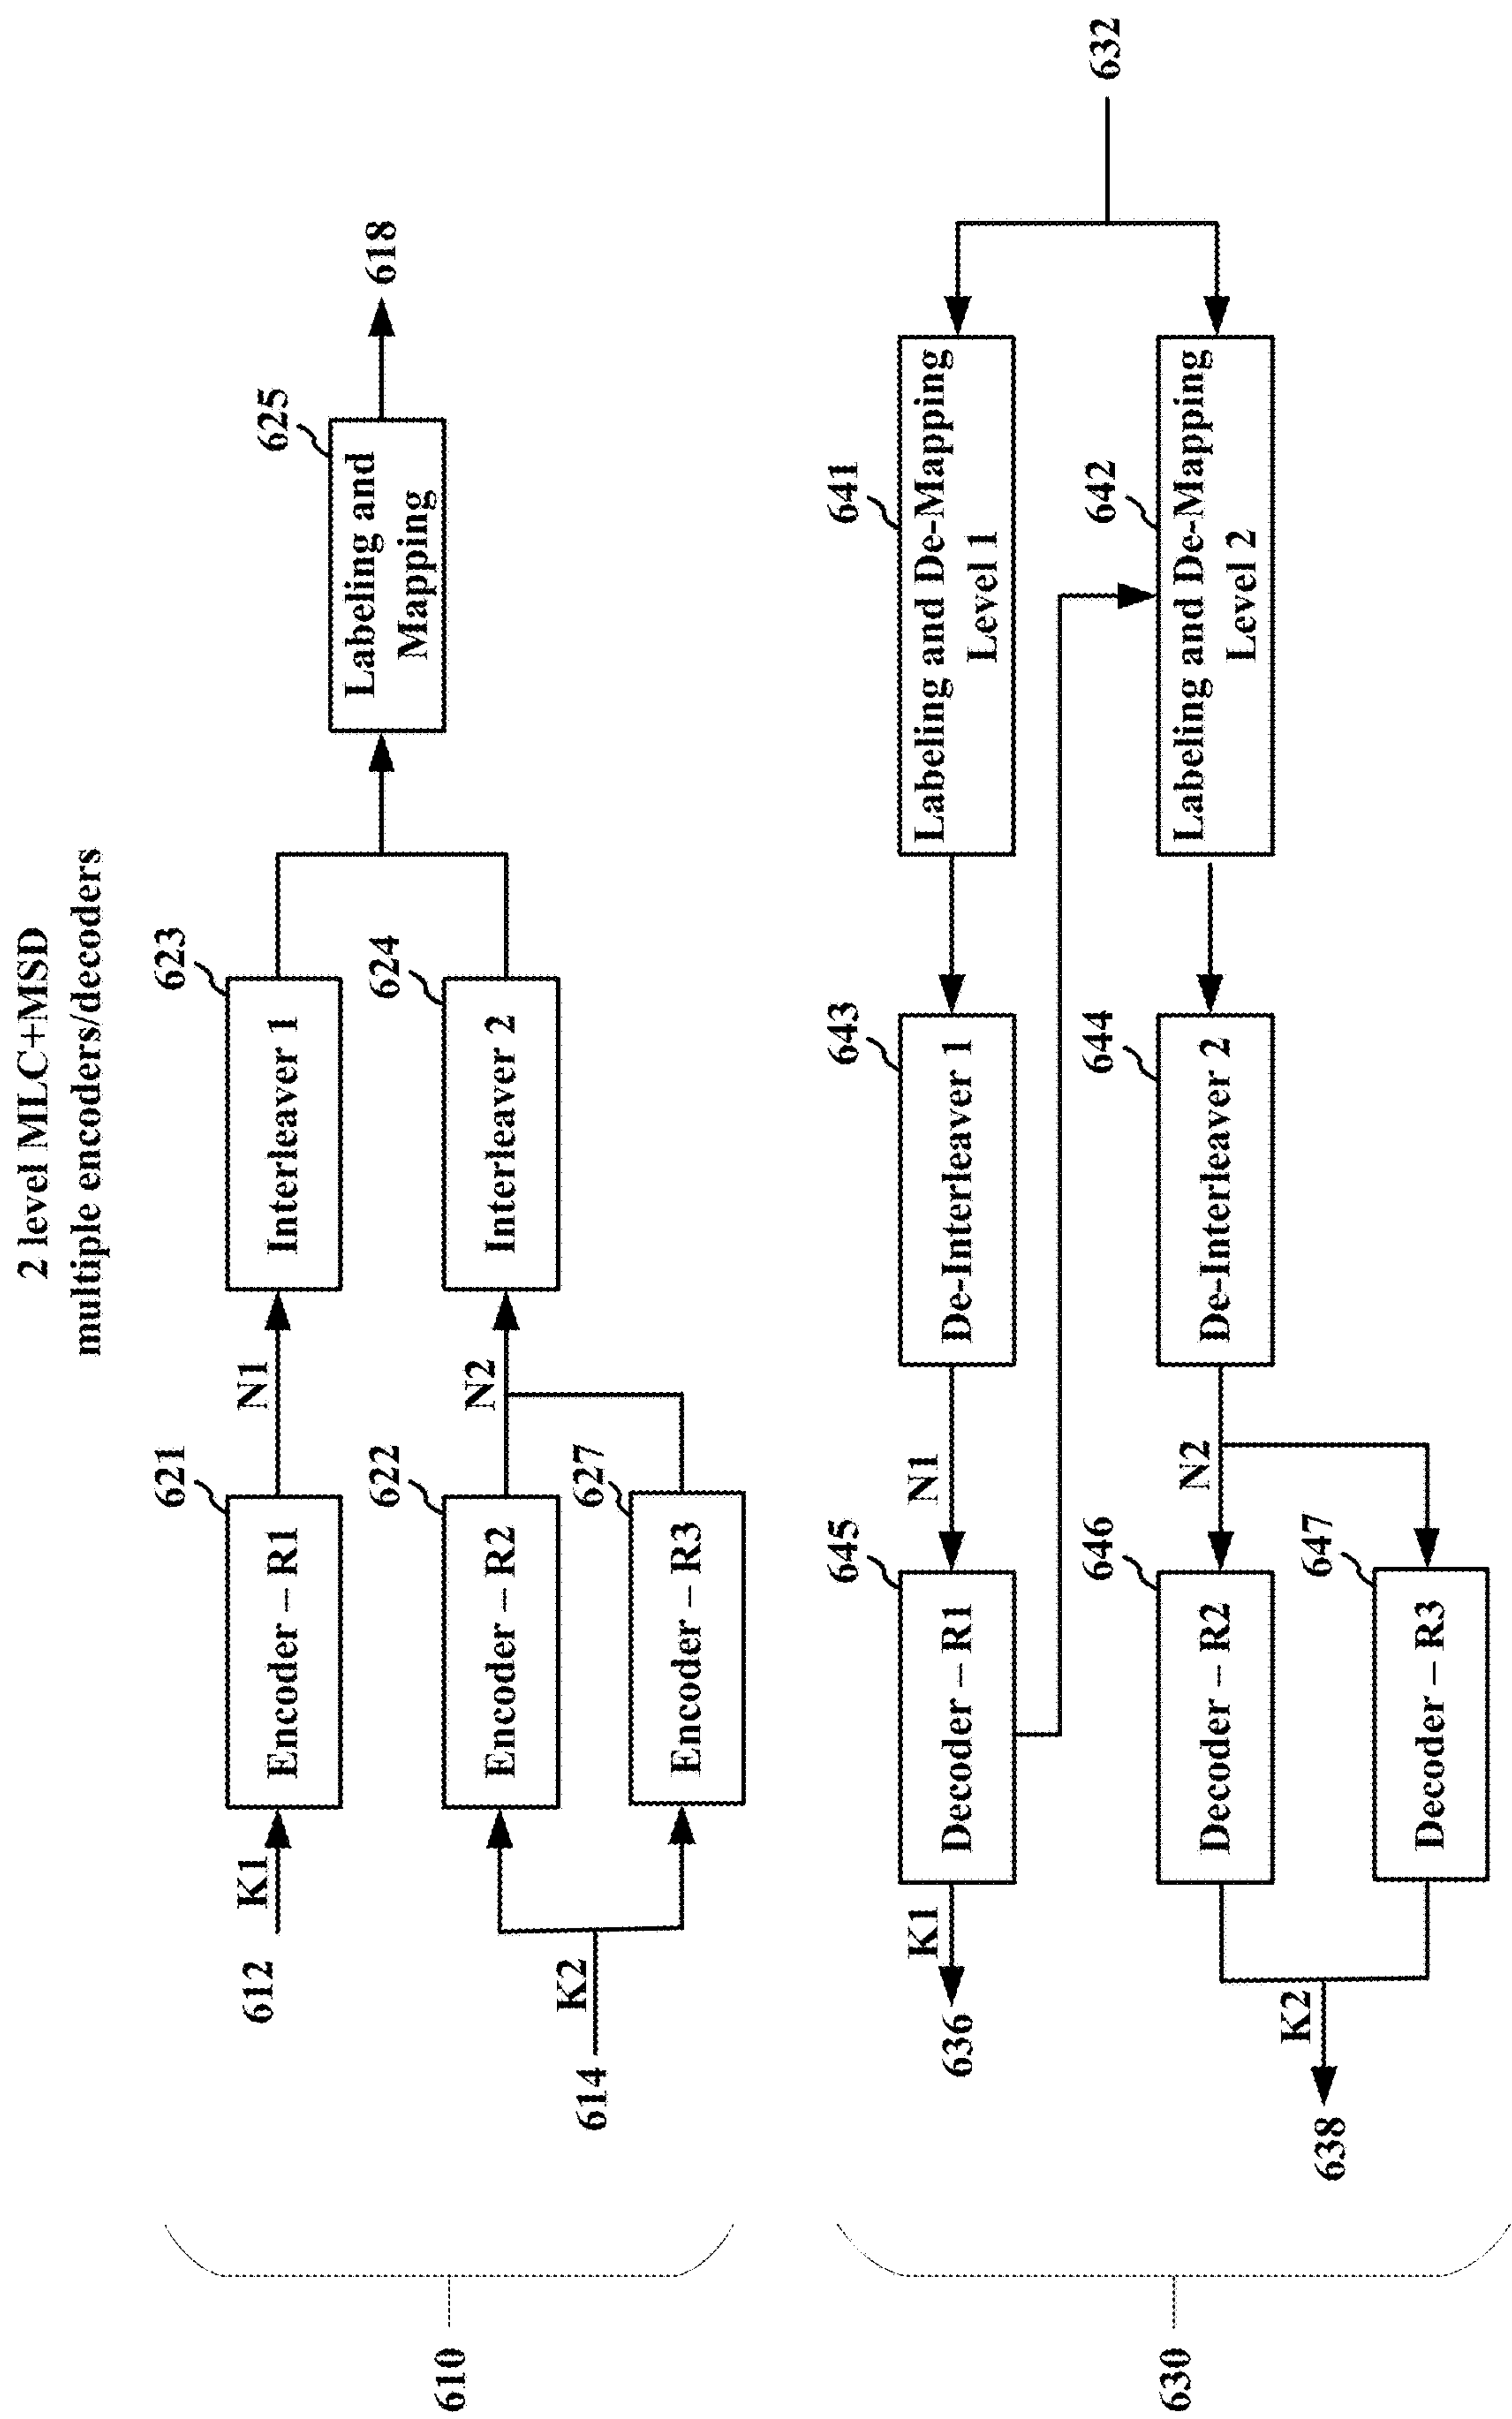 2 level MLC+MSD
multiple encoders/decoders
610
612
K1
621
Encoder – R1
N1
623
Interleaver 1
614
K2
622
Encoder – R2
627
Encoder – R3
N2
624
Interleaver 2
625
Labeling and
Mapping
618
630
636
K1
645
Decoder – R1
N1
643
De-Interleaver 1
641
Labeling and De-Mapping
Level 1
632
638
K2
646
Decoder – R2
647
Decoder – R3
N2
644
De-Interleaver 2
642
Labeling and De-Mapping
Level 2